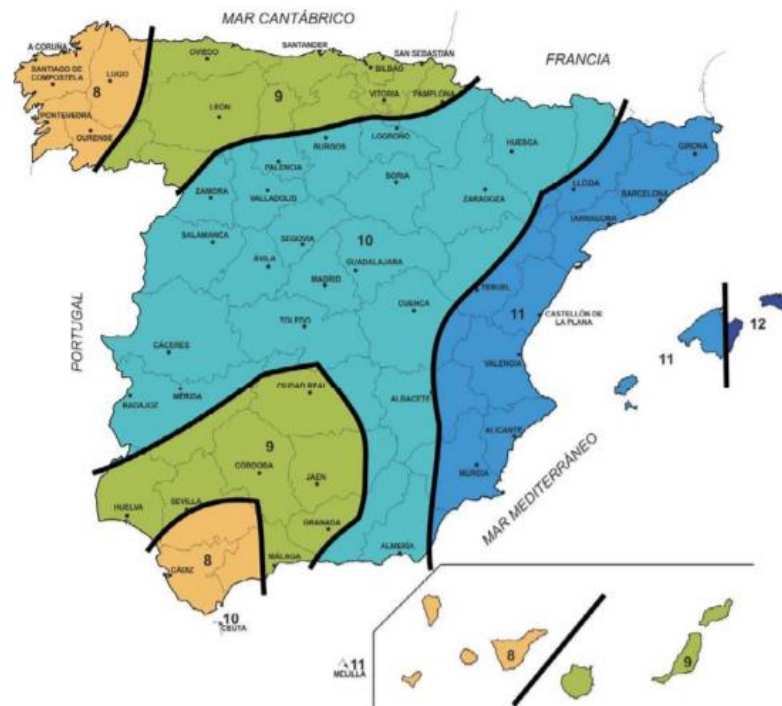 MAR CANTÁBRICO
A CORUÑA
SANTIAGO DE
COMPOSTELA
LUGO
8
PONTEVEDRA
OURENSE
OVIEDO
SANTANDER
SAN SEBASTIÁN
BILBAO
FRANCIA
LEÓN
9
VITORIA
PAMPLONA
LOGROÑO
BURGOS
HUESCA
GIRONA
PALENCIA
ZAMORA
VALLADOLID
SORIA
ZARAGOZA
LLEIDA
BARCELONA
TARRAGONA
SALAMANCA
SEGOVIA
10
ÁVILA
GUADALAJARA
MADRID
TERUEL
CUENCA
11
CASTELLÓN DE
LA PLANA
12
11
PORTUGAL
TOLEDO
CÁCERES
VALENCIA
BADAJOZ
MÉRIDA
CIUDAD REAL
ALBACETE
9
ALICANTE
CÓRDOBA
JAÉN
MURCIA
MAR MEDITERRÁNEO
HUELVA
SEVILLA
GRANADA
8
CÁDIZ
MÁLAGA
ALMERÍA
10
CEUTA
11
MELILLA
8
9